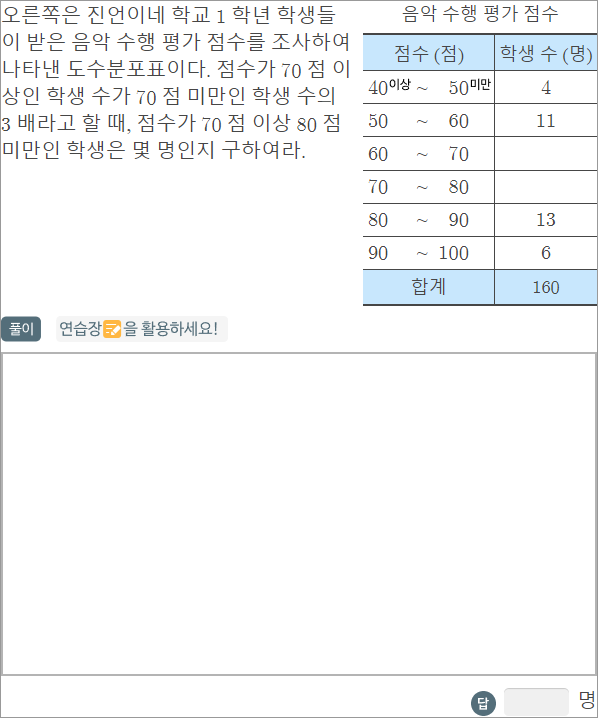 오른쪽은 진언이네 학교 1 학년 학생들
이 받은 음악 수행 평가 점수를 조사하여
나타낸 도수분포표이다. 점수가 70 점 이
상인 학생 수가 70 점 미만인 학생 수의
3 배라고 할 때, 점수가 70 점 이상 80 점
미만인 학생은 몇 명인지 구하여라.
음악 수행 평가 점수
점수 (점) 학생 수 (명)
40이상 ~ 50미만 4
50 ~ 60 11
60 ~ 70
70 ~ 80
80 ~ 90 13
90 ~ 100 6
합계 160
풀이 연습장을 활용하세요!
답 명